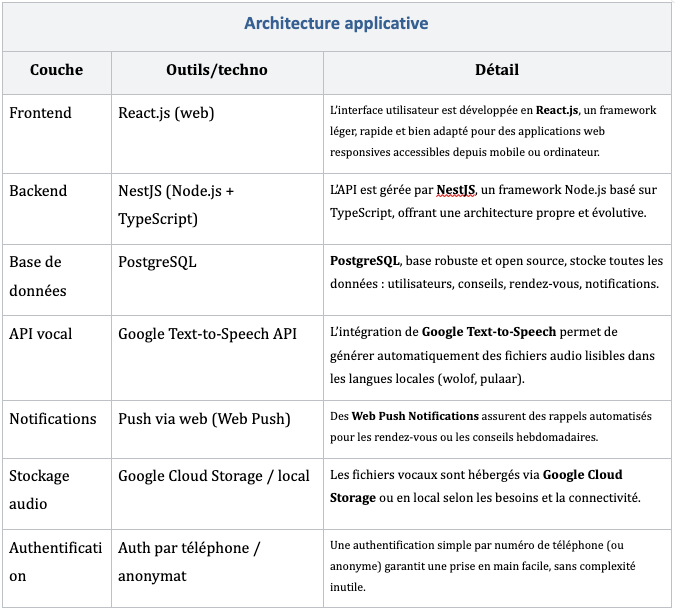 Architecture applicative
Couche
Outils/techno
Détail
Frontend
React.js (web)
L'interface utilisateur est développée en React.js, un framework
léger, rapide et bien adapté pour des applications web
responsives accessibles depuis mobile ou ordinateur.
Backend
NestJS (Node.js +
TypeScript)
L'API est gérée par NestJS, un framework Node.js basé sur
TypeScript, offrant une architecture propre et évolutive.
Base de
données
PostgreSQL
PostgreSQL, base robuste et open source, stocke toutes les
données : utilisateurs, conseils, rendez-vous, notifications.
API vocal
Google Text-to-Speech API
L'intégration de Google Text-to-Speech permet de
générer automatiquement des fichiers audio lisibles dans
les langues locales (wolof, pulaar).
Notifications
Push via web (Web Push)
Des Web Push Notifications assurent des rappels automatisés
pour les rendez-vous ou les conseils hebdomadaires.
Stockage
audio
Google Cloud Storage / local
Les fichiers vocaux sont hébergés via Google Cloud
Storage ou en local selon les besoins et la connectivité.
Authentificati
on
Auth par téléphone /
anonymat
Une authentification simple par numéro de téléphone (ou
anonyme) garantit une prise en main facile, sans complexité
inutile.